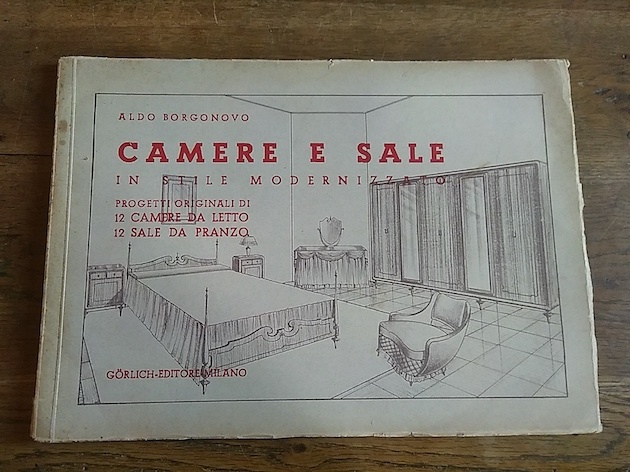 ALDO BORGONOVO
CAMERE E SALE
IN STILE MODERNIZZATO
PROGETTI ORIGINALI DI
12 CAMERE DA LETTO
12 SALE DA PRANZO
GÖRLICH-EDITORE-MILANO